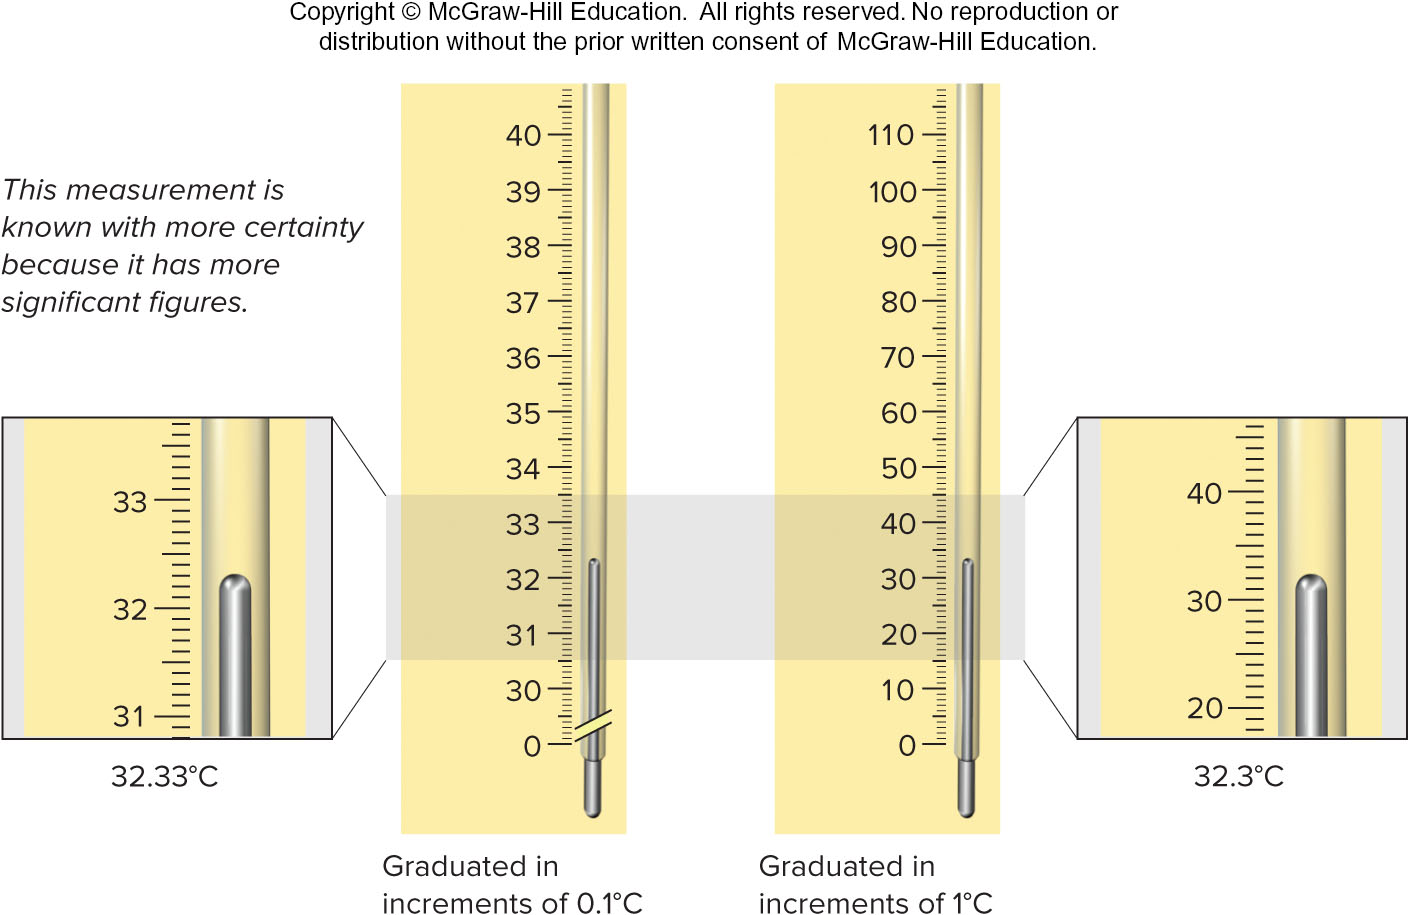 Copyright © McGraw-Hill Education. All rights reserved. No reproduction or
distribution without the prior written consent of McGraw-Hill Education.
This measurement is
known with more certainty
because it has more
significant figures.
33
32
31
32.33°C
40
39
38
37
36
35
34
33
32
31
30
0
Graduated in
increments of 0.1°C
110
100
90
80
70
60
50
40
30
20
10
0
Graduated in
increments of 1°C
40
30
20
32.3°C